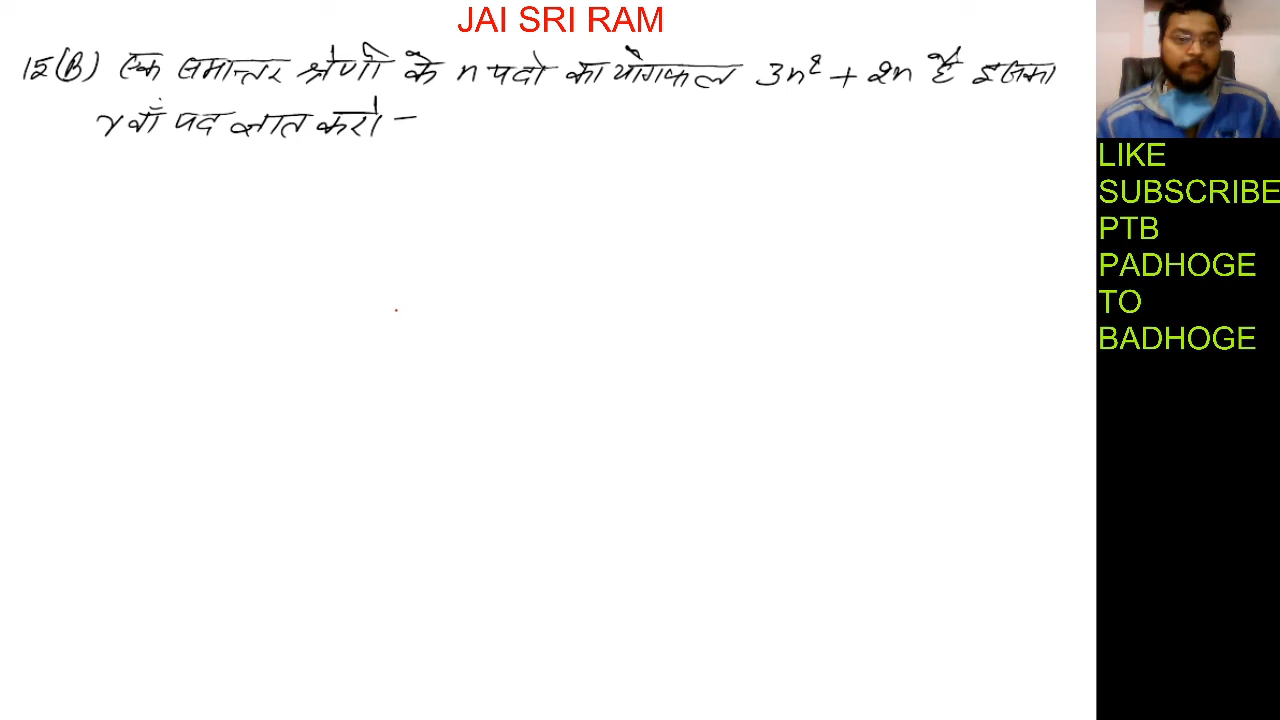 JAI SRI RAM
15(B) एक समान्तर श्रेणी के n पदो का योगफल 3n² + 2n है इसका
r वाँ पद ज्ञात करो -
LIKE
SUBSCRIBE
PTB
PADHOGE
TO
BADHOGE